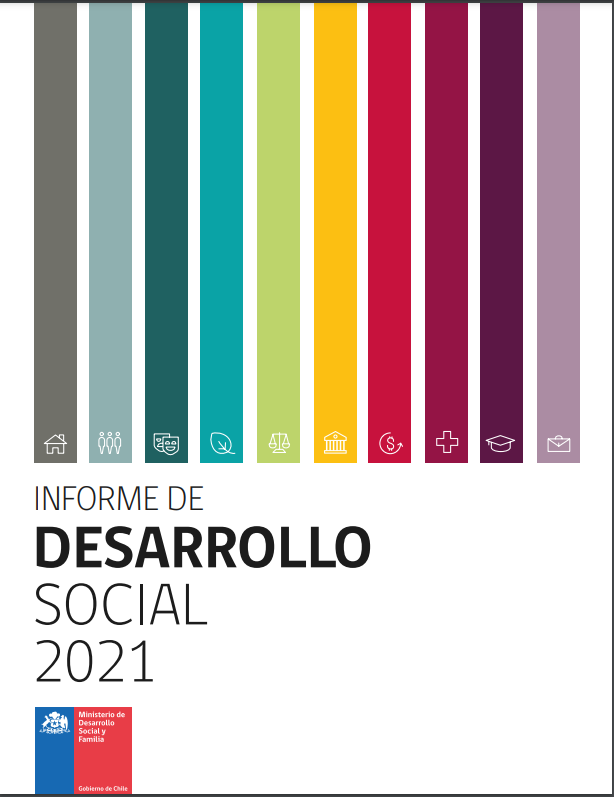 INFORME DE
DESARROLLO
SOCIAL
2021
Ministerio de
Desarrollo
Social y
Familia
Gobierno de Chile